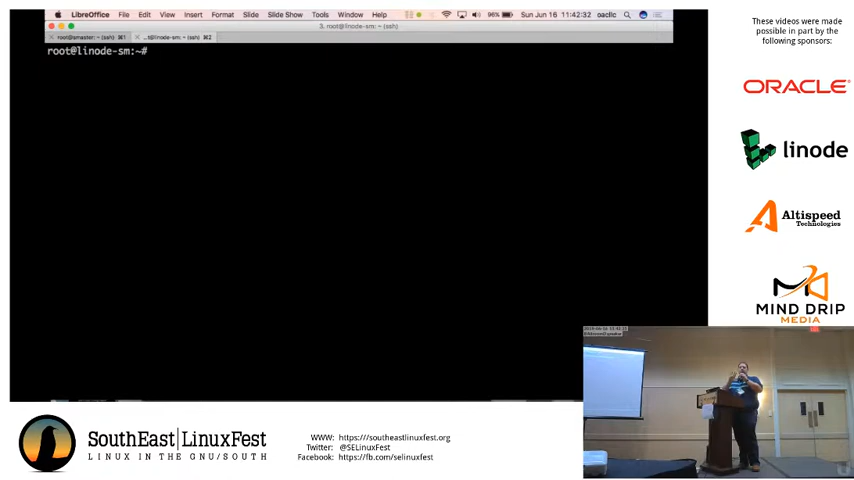 LibreOffice File Edit View Insert Format Slide Slide Show Tools Window Help 96% Sun Jun 16 11:42:32 oaclic
3. root@linode-sm: ~ (ssh)
root@smaster: ~ (ssh) ⌘1 ...t@linode-sm: ~ (ssh) ⌘2
root@linode-sm:~#
These videos were made
possible in part by the
following sponsors:
ORACLE
linode
Altispeed
Technologies
MIND DRIP
MEDIA
SouthEast|LinuxFest
LINUX IN THE GNU/SOUTH
WWW: https://southeastlinuxfest.org
Twitter: @SELinuxFest
Facebook: https://fb.com/selinuxfest